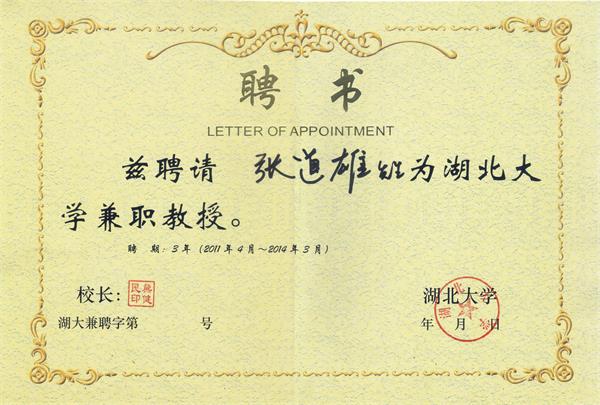 聘 书
LETTER OF APPOINTMENT
兹聘请 张道雄 为湖北大
学兼职教授。
聘 期：3年（2011年4月～2014年3月）
校长： 湖北大学
湖大兼聘字第 号 年 月 日